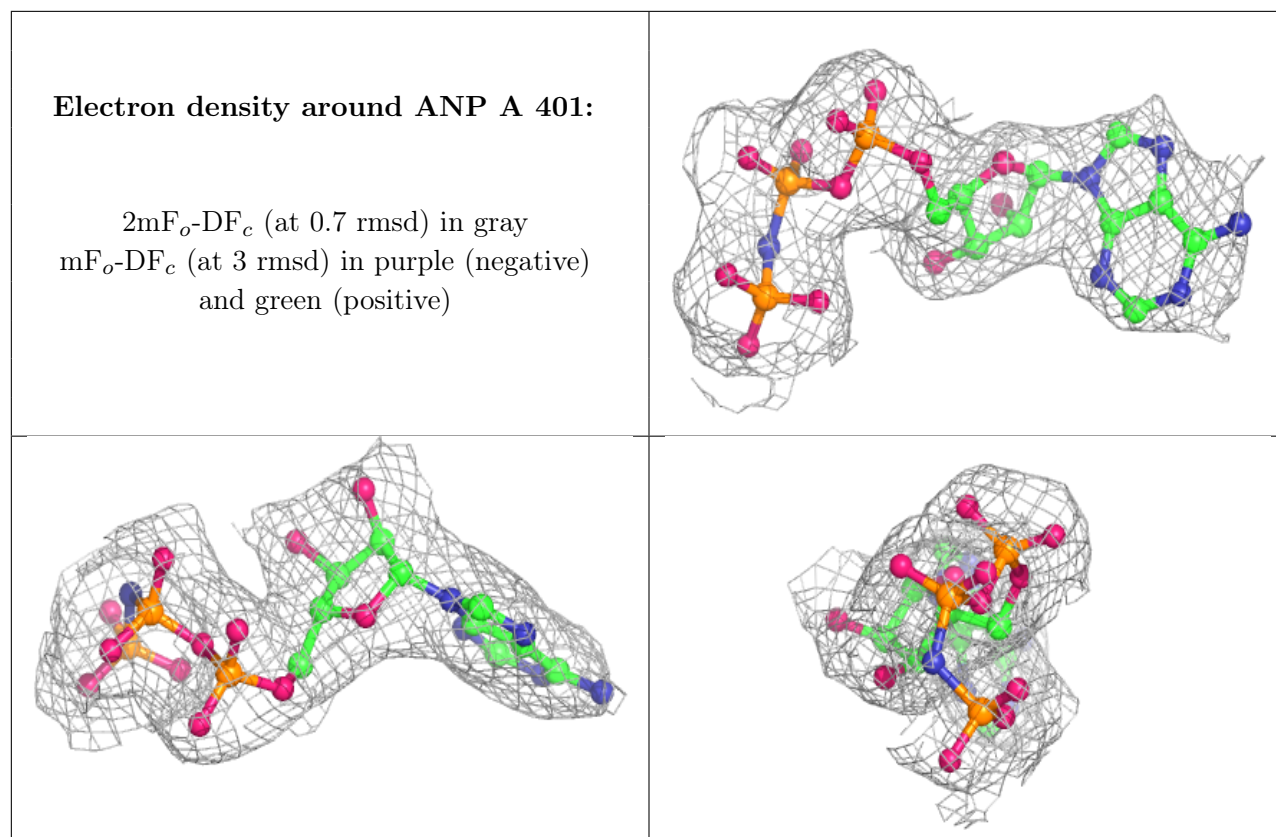 Electron density around ANP A 401:
2mFo-DFc (at 0.7 rmsd) in gray
mFo-DFc (at 3 rmsd) in purple (negative)
and green (positive)